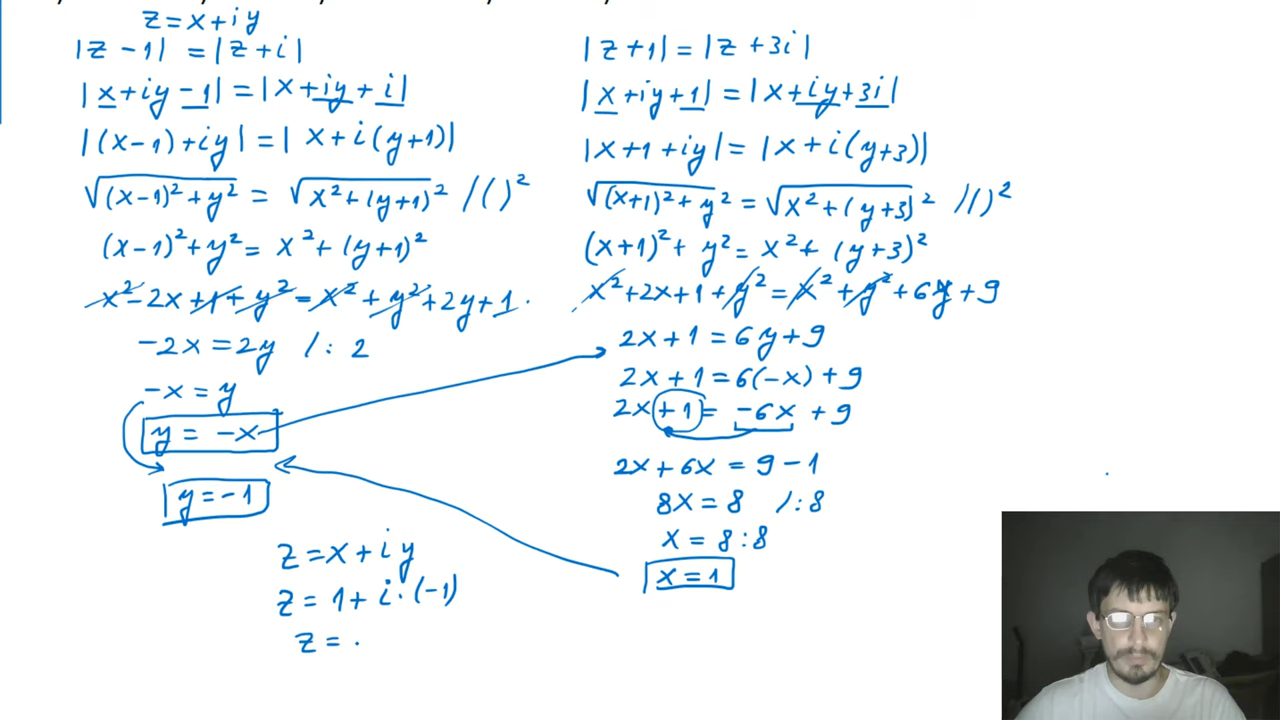 z = x + iy
|z - 1| = |z + i|
|x + iy - 1| = |x + iy + i|
|(x-1) + iy| = |x + i(y+1)|
√((x-1)² + y²) = √(x² + (y+1)²) /( )²
(x-1)² + y² = x² + (y+1)²
x² - 2x + 1 + y² = x² + y² + 2y + 1.
-2x = 2y /: 2
-x = y
y = -x
y = -1
z = x + iy
z = 1 + i·(-1)
z = .
|z + 1| = |z + 3i|
|x + iy + 1| = |x + iy + 3i|
|x + 1 + iy| = |x + i(y+3)|
√((x+1)² + y²) = √(x² + (y+3)²) /( )²
(x+1)² + y² = x² + (y+3)²
x² + 2x + 1 + y² = x² + y² + 6y + 9
2x + 1 = 6y + 9
2x + 1 = 6(-x) + 9
2x + 1 = -6x + 9
2x + 6x = 9 - 1
8x = 8 /: 8
x = 8 : 8
x = 1